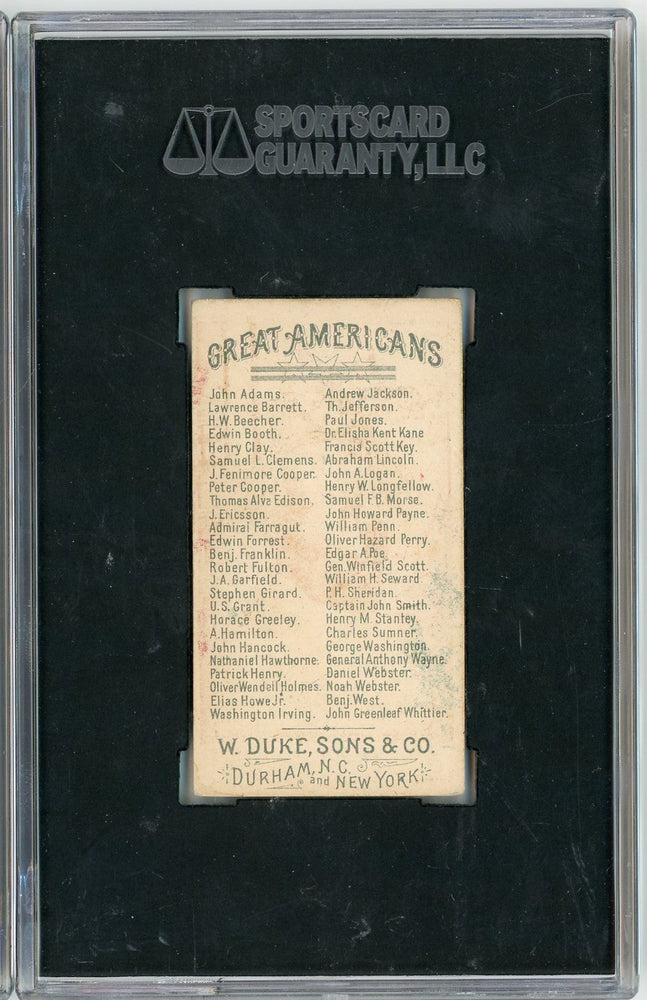 SPORTSCARD
GUARANTY, LLC
GREAT AMERICANS
John Adams.
Lawrence Barrett.
H.W. Beecher.
Edwin Booth.
Henry Clay.
Samuel L. Clemens.
J. Fenimore Cooper.
Peter Cooper.
Thomas Alva Edison.
J. Ericsson.
Admiral Farragut.
Edwin Forrest.
Benj. Franklin.
Robert Fulton.
J.A. Garfield.
Stephen Girard.
U.S. Grant.
Horace Greeley.
A. Hamilton.
John Hancock.
Nathaniel Hawthorne.
Patrick Henry.
Oliver Wendell Holmes.
Elias Howe Jr.
Washington Irving.
Andrew Jackson.
Th. Jefferson.
Paul Jones.
Dr. Elisha Kent Kane
Francis Scott Key.
Abraham Lincoln.
John A. Logan.
Henry W. Longfellow.
Samuel F.B. Morse.
John Howard Payne.
William Penn.
Oliver Hazard Perry.
Edgar A. Poe
Gen. Winfield Scott.
William H. Seward
P.H. Sheridan.
Captain John Smith.
Henry M. Stanley.
Charles Sumner.
George Washington.
General Anthony Wayne.
Daniel Webster.
Noah Webster.
Benj. West.
John Greenleaf Whittier.
W. DUKE, SONS & CO.
DURHAM, N.C.
and NEW YORK